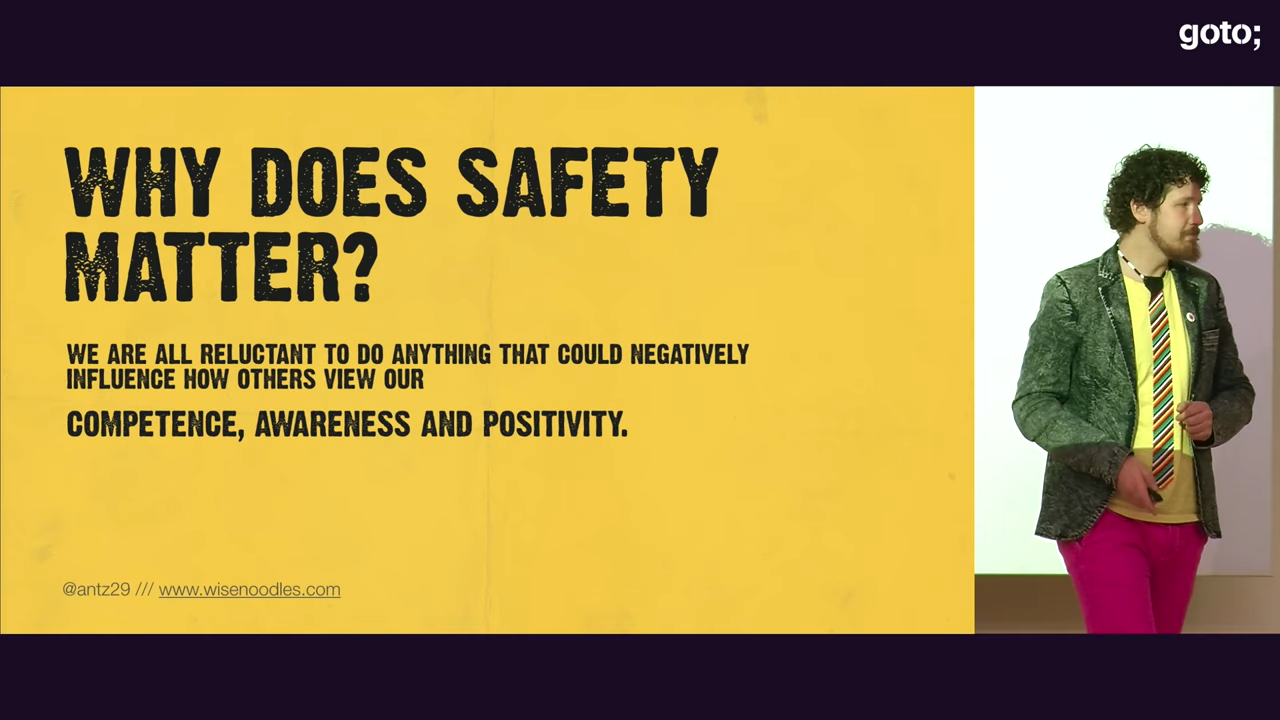 goto;
WHY DOES SAFETY
MATTER?
WE ARE ALL RELUCTANT TO DO ANYTHING THAT COULD NEGATIVELY
INFLUENCE HOW OTHERS VIEW OUR
COMPETENCE, AWARENESS AND POSITIVITY.
@antz29 /// www.wisenoodles.com